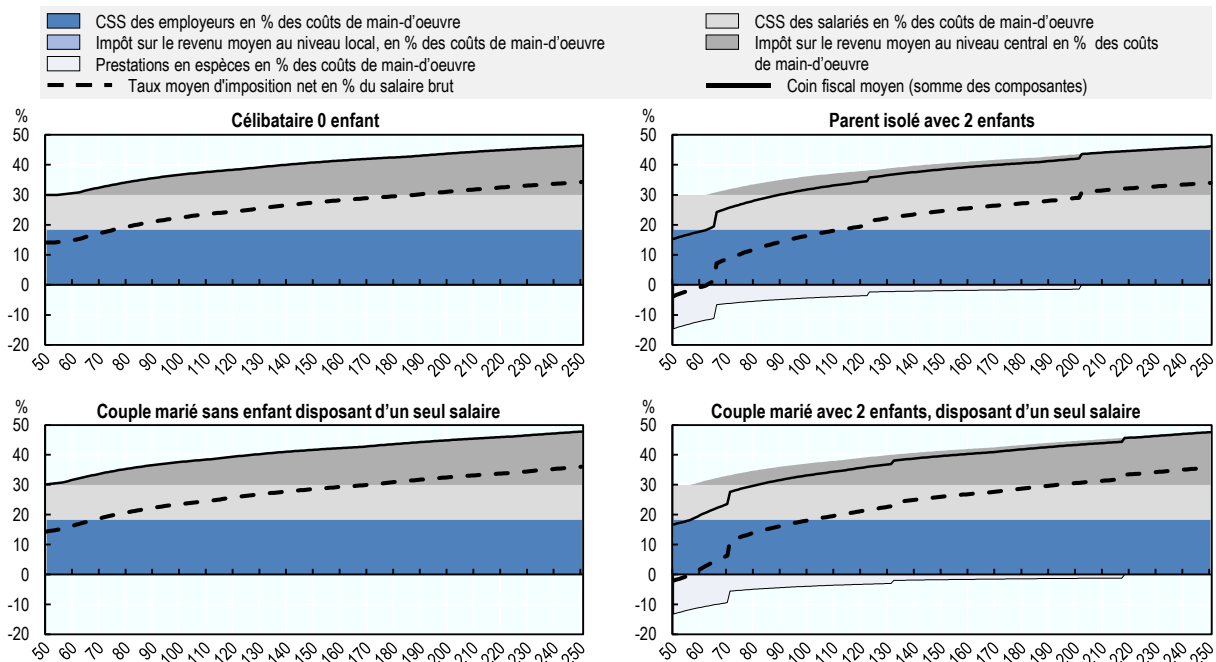 CSS des employeurs en % des coûts de main-d'oeuvre
CSS des salariés en % des coûts de main-d'oeuvre
Impôt sur le revenu moyen au niveau local, en % des coûts de main-d'oeuvre
Impôt sur le revenu moyen au niveau central en % des coûts
de main-d'oeuvre
Prestations en espèces en % des coûts de main-d'oeuvre
Taux moyen d'imposition net en % du salaire brut
Coin fiscal moyen (somme des composantes)
Célibataire 0 enfant
%
50
40
30
20
10
0
-10
-20
50 60 70 80 90 100 110 120 130 140 150 160 170 180 190 200 210 220 230 240 250
Parent isolé avec 2 enfants
%
50
40
30
20
10
0
-10
-20
50 60 70 80 90 100 110 120 130 140 150 160 170 180 190 200 210 220 230 240 250
Couple marié sans enfant disposant d’un seul salaire
%
50
40
30
20
10
0
-10
-20
50 60 70 80 90 100 110 120 130 140 150 160 170 180 190 200 210 220 230 240 250
Couple marié avec 2 enfants, disposant d’un seul salaire
%
50
40
30
20
10
0
-10
-20
50 60 70 80 90 100 110 120 130 140 150 160 170 180 190 200 210 220 230 240 250